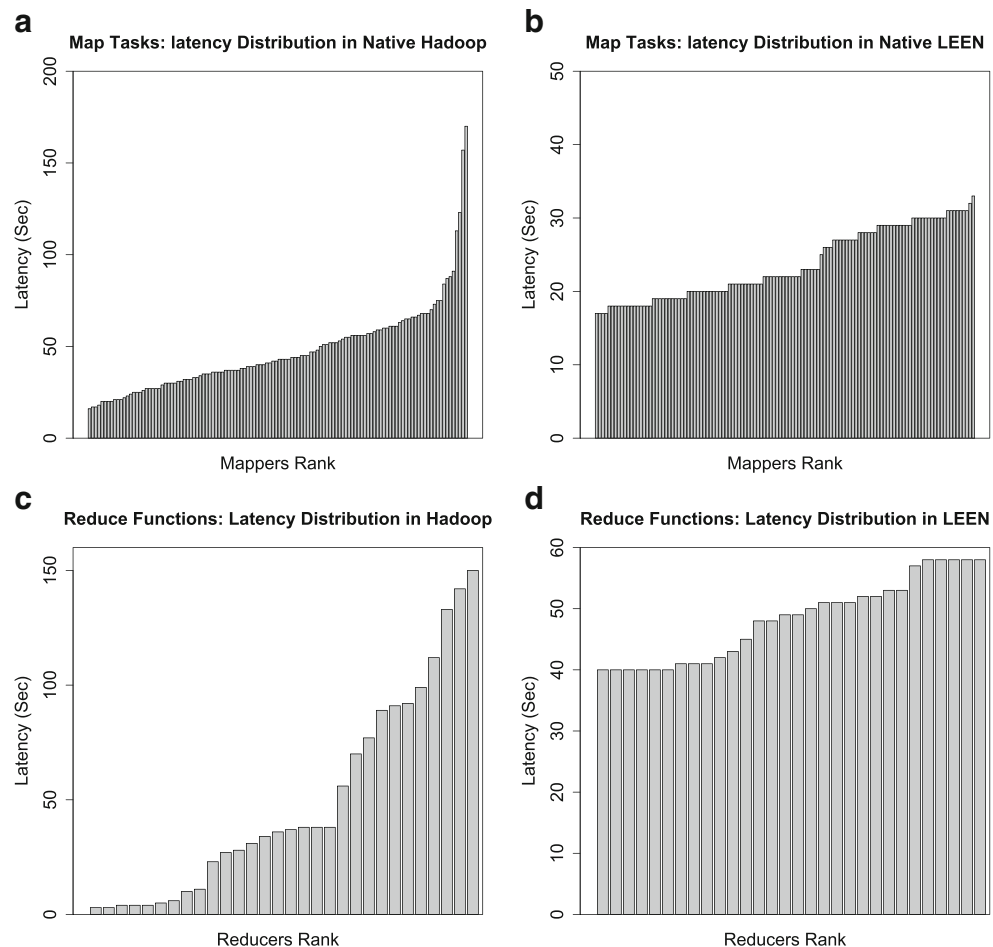 a
Map Tasks: latency Distribution in Native Hadoop
200
150
100
50
0
Latency (Sec)
Mappers Rank
b
Map Tasks: latency Distribution in Native LEEN
50
40
30
20
10
0
Latency (Sec)
Mappers Rank
c
Reduce Functions: Latency Distribution in Hadoop
150
100
50
0
Latency (Sec)
Reducers Rank
d
Reduce Functions: Latency Distribution in LEEN
60
50
40
30
20
10
0
Latency (Sec)
Reducers Rank